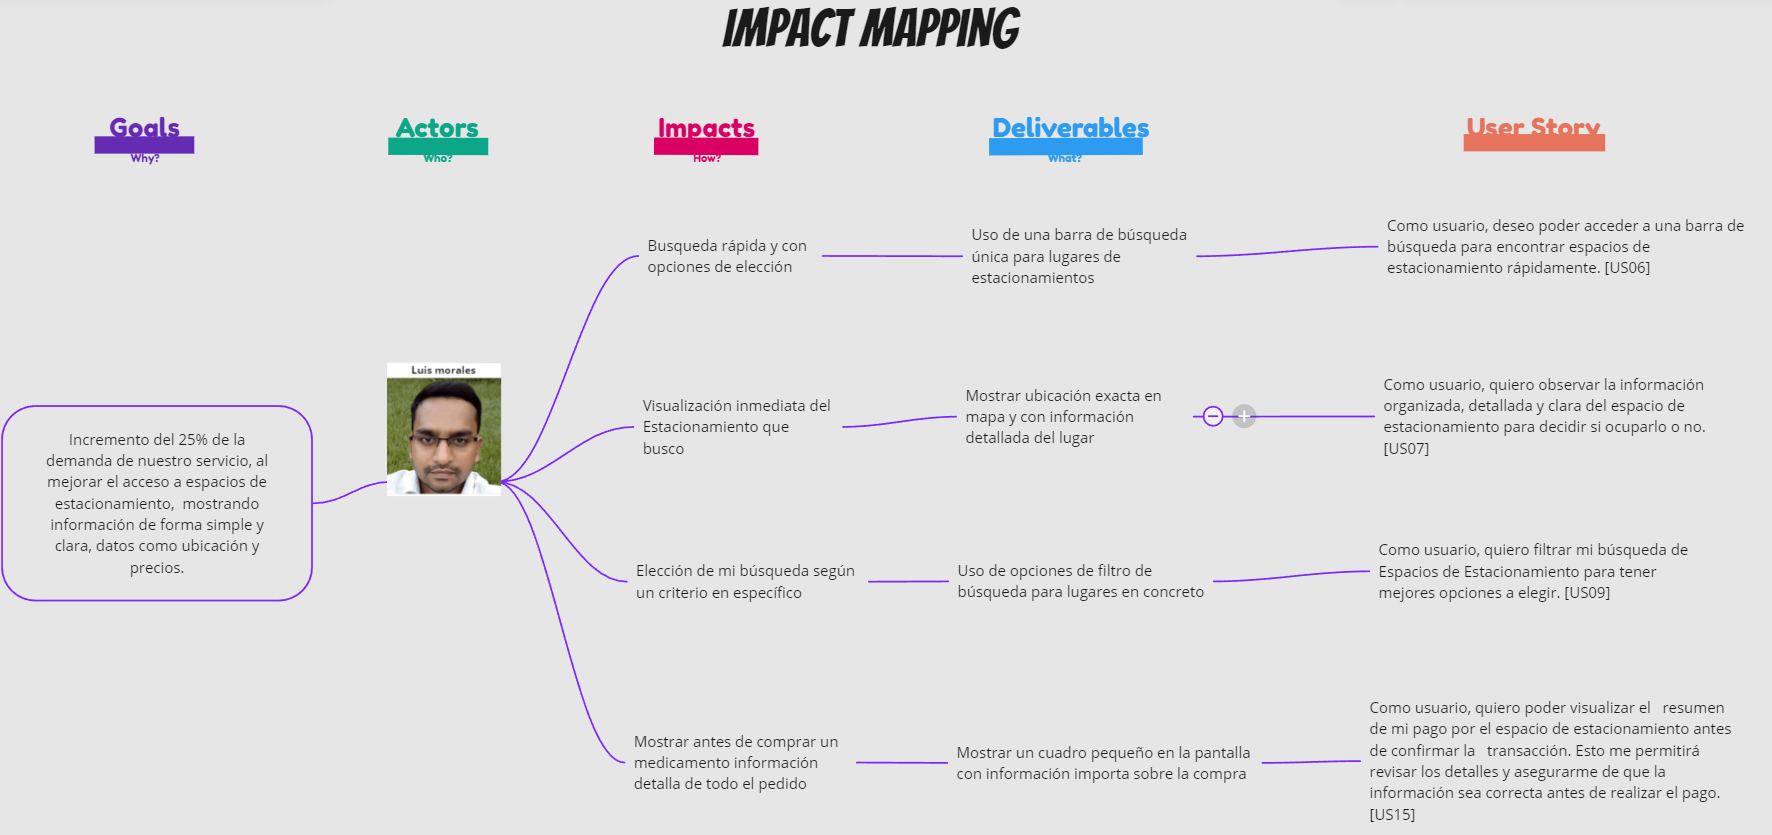 IMPACT MAPPING
Goals
Why?
Actors
Who?
Impacts
How?
Deliverables
What?
User Story
Incremento del 25% de la
demanda de nuestro servicio, al
mejorar el acceso a espacios de
estacionamiento, mostrando
información de forma simple y
clara, datos como ubicación y
precios.
Luis morales
Busqueda rápida y con
opciones de elección
Uso de una barra de búsqueda
única para lugares de
estacionamientos
Como usuario, deseo poder acceder a una barra de
búsqueda para encontrar espacios de
estacionamiento rápidamente. [US06]
Visualización inmediata del
Estacionamiento que
busco
Mostrar ubicación exacta en
mapa y con información
detallada del lugar
Como usuario, quiero observar la información
organizada, detallada y clara del espacio de
estacionamiento para decidir si ocuparlo o no.
[US07]
Elección de mi búsqueda según
un criterio en específico
Uso de opciones de filtro de
búsqueda para lugares en concreto
Como usuario, quiero filtrar mi búsqueda de
Espacios de Estacionamiento para tener
mejores opciones a elegir. [US09]
Mostrar antes de comprar un
medicamento información
detalla de todo el pedido
Mostrar un cuadro pequeño en la pantalla
con información importa sobre la compra
Como usuario, quiero poder visualizar el resumen
de mi pago por el espacio de estacionamiento antes
de confirmar la transacción. Esto me permitirá
revisar los detalles y asegurarme de que la
información sea correcta antes de realizar el pago.
[US15]